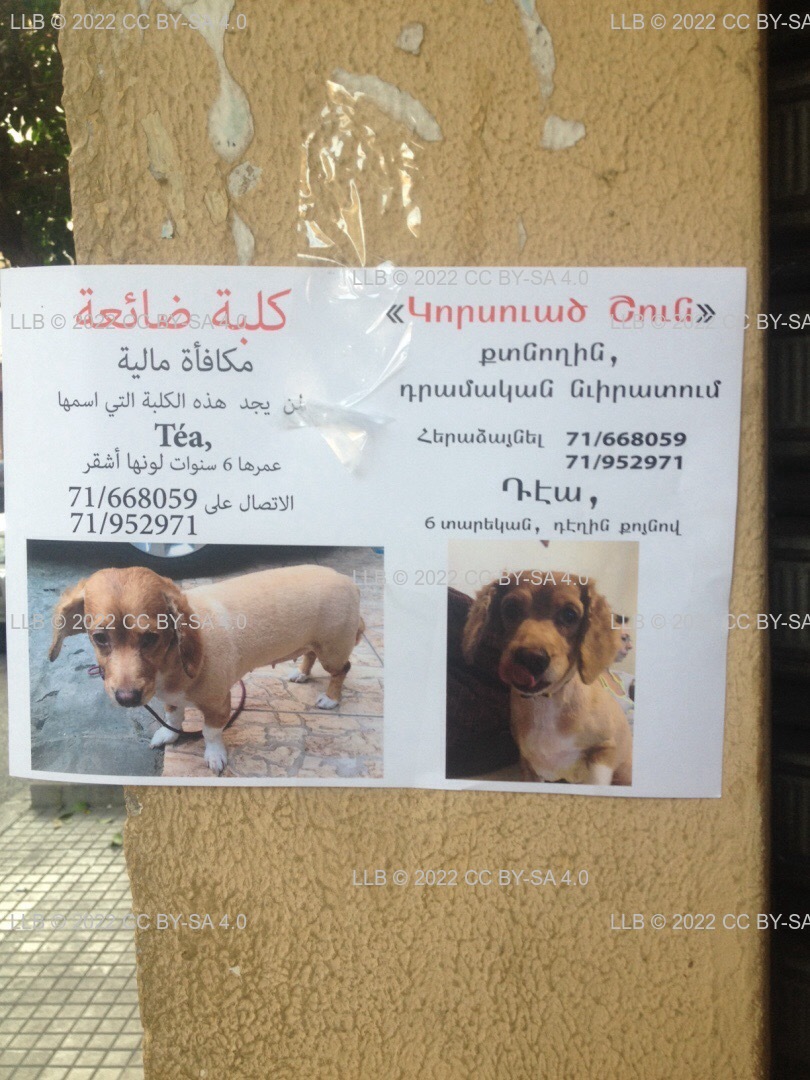 كلبة ضائعة
مكافأة مالية
لمن يجد هذه الكلبة التي اسمها
Téa,
عمرها 6 سنوات لونها أشقر
الاتصال على 71/668059
71/952971
«Կորսուած Շուն»
գտնողին,
դրամական նուիրատուում
Հեռաձայնել 71/668059
71/952971
Դէա,
6 տարեկան, դէղին գոյնով
LLB © 2022 CC BY-SA 4.0